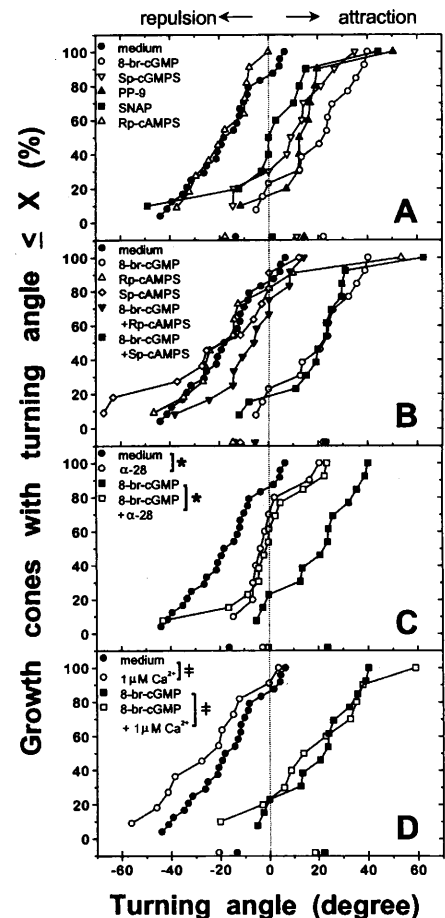 repulsion attraction
100
80
60
40
20
0
medium
8-br-cGMP
Sp-cGMPS
PP-9
SNAP
Rp-cAMPS
A
100
80
60
40
20
0
medium
8-br-cGMP
Rp-cAMPS
Sp-cAMPS
8-br-cGMP
+Rp-cAMPS
8-br-cGMP
+Sp-cAMPS
B
100
80
60
40
20
0
medium
α-28
*
8-br-cGMP
8-br-cGMP
+ α-28
*
C
100
80
60
40
20
0
medium
1 μM Ca²⁺
‡
8-br-cGMP
8-br-cGMP
+ 1 μM Ca²⁺
‡
D
-60 -40 -20 0 20 40 60
Turning angle (degree)
Growth cones with turning angle ≤ X (%)